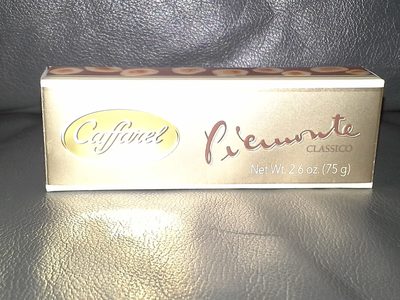 Caffarel
Piemonte
CLASSICO
Net Wt. 2.6 oz. (75 g)